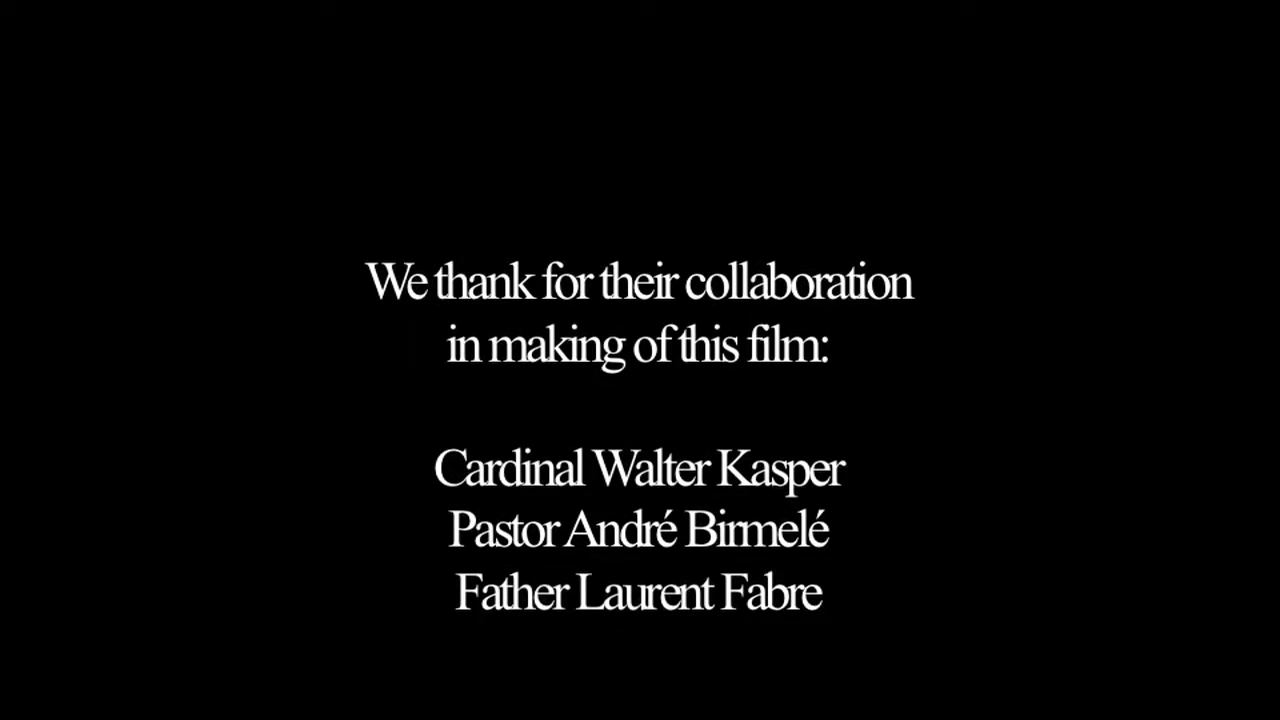 We thank for their collaboration
in making of this film:
Cardinal Walter Kasper
Pastor André Birmelé
Father Laurent Fabre